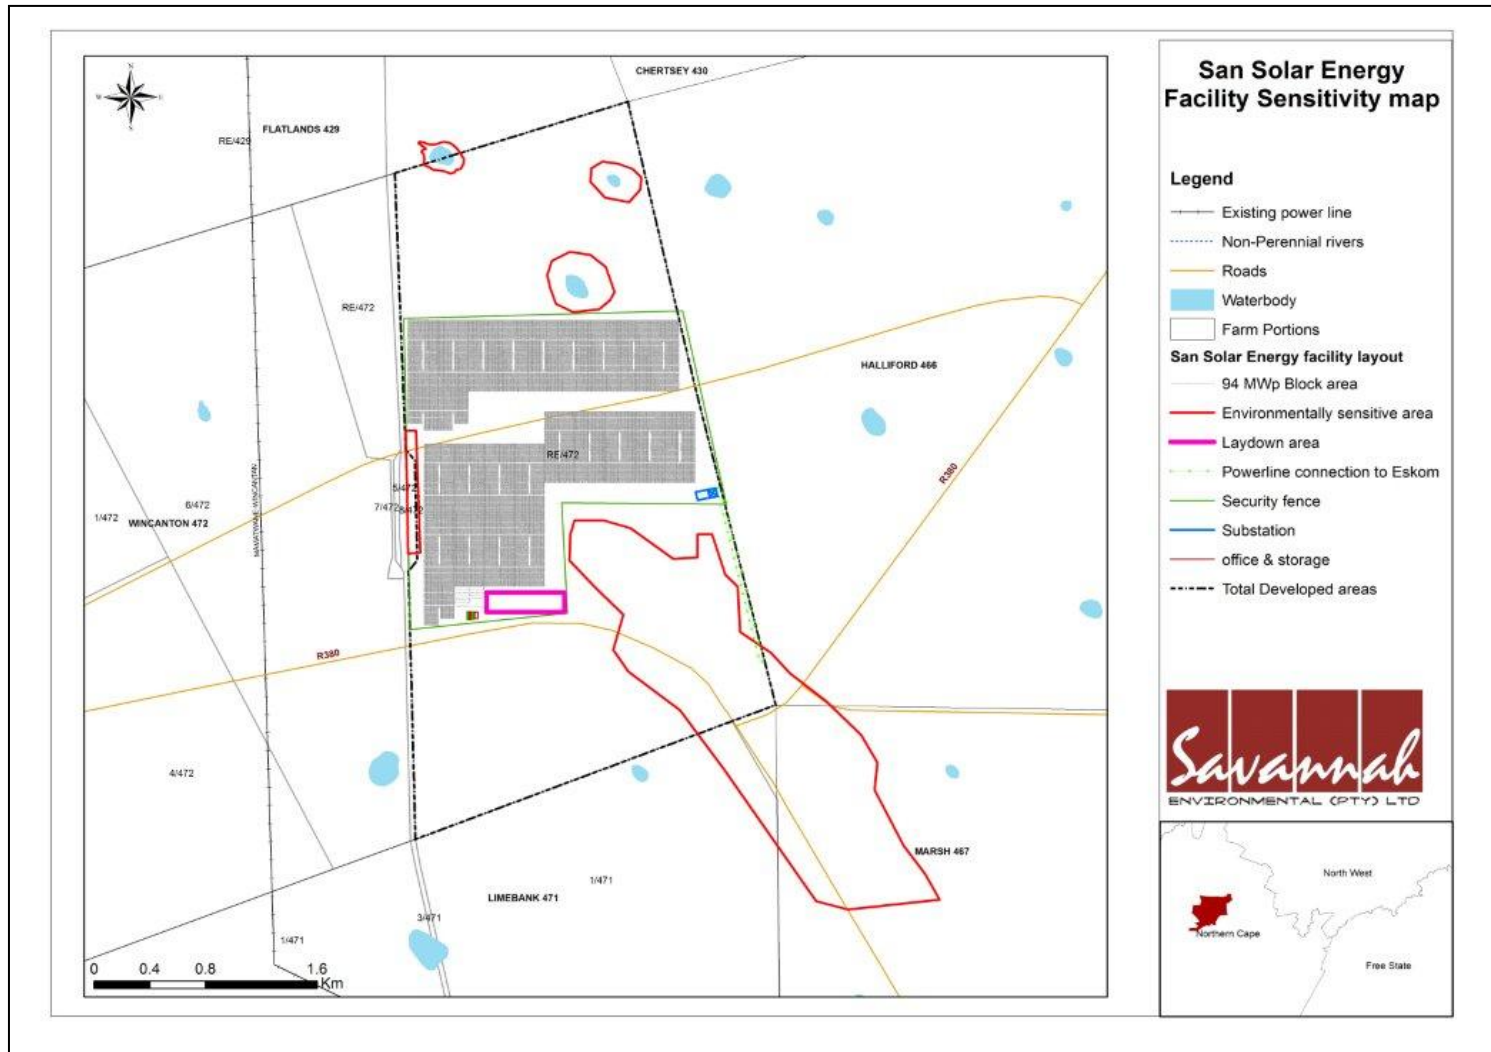 San Solar Energy
Facility Sensitivity map
Legend
Existing power line
Non-Perennial rivers
Roads
Waterbody
Farm Portions
San Solar Energy facility layout
94 MWp Block area
Environmentally sensitive area
Laydown area
Powerline connection to Eskom
Security fence
Substation
office & storage
Total Developed areas
Savannah
ENVIRONMENTAL (PTY) LTD
North West
Northern Cape
Free State
N
W
E
S
CHERTSEY 430
FLATLANDS 429
RE/429
RE/472
HALLIFORD 466
RE/472
R380
5/472
7/472
6/472
1/472
WINCANTON 472
R380
4/472
MARSH 467
1/471
LIMEBANK 471
3/471
1/471
0 0.4 0.8 1.6
Km